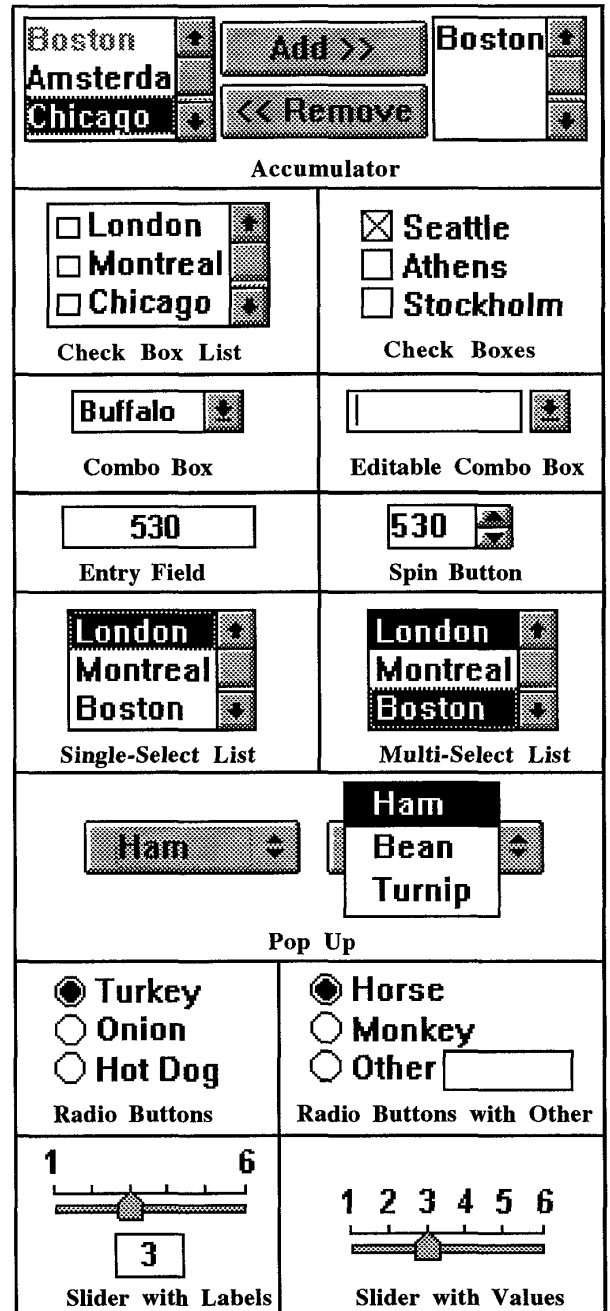 Boston
Amsterda
Chicago
Add >>
<< Remove
Boston
Accumulator
London
Montreal
Chicago
Check Box List
Seattle
Athens
Stockholm
Check Boxes
Buffalo
Combo Box
Editable Combo Box
530
Entry Field
530
Spin Button
London
Montreal
Boston
Single-Select List
London
Montreal
Boston
Multi-Select List
Ham
Ham
Bean
Turnip
Pop Up
Turkey
Onion
Hot Dog
Radio Buttons
Horse
Monkey
Other
Radio Buttons with Other
1 6
3
Slider with Labels
1 2 3 4 5 6
Slider with Values